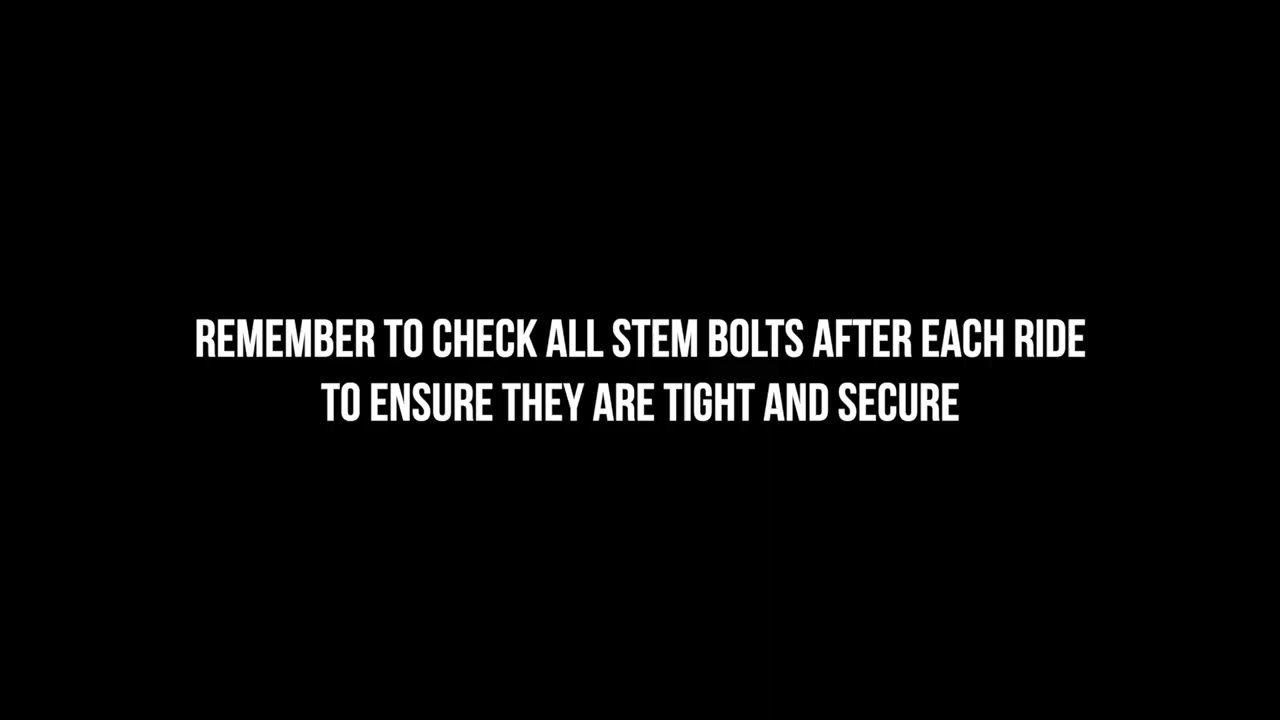 REMEMBER TO CHECK ALL STEM BOLTS AFTER EACH RIDE
TO ENSURE THEY ARE TIGHT AND SECURE